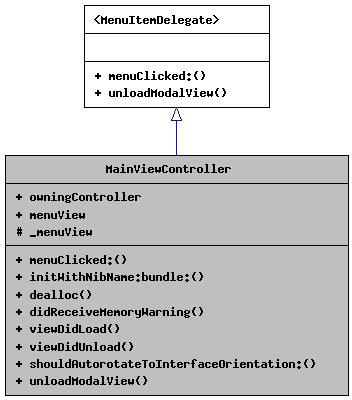 <MenuItemDelegate>
+ menuClicked:()
+ unloadModalView()
MainViewController
+ owningController
+ menuView
# _menuView
+ menuClicked:()
+ initWithNibName:bundle:()
+ dealloc()
+ didReceiveMemoryWarning()
+ viewDidLoad()
+ viewDidUnload()
+ shouldAutorotateToInterfaceOrientation:()
+ unloadModalView()